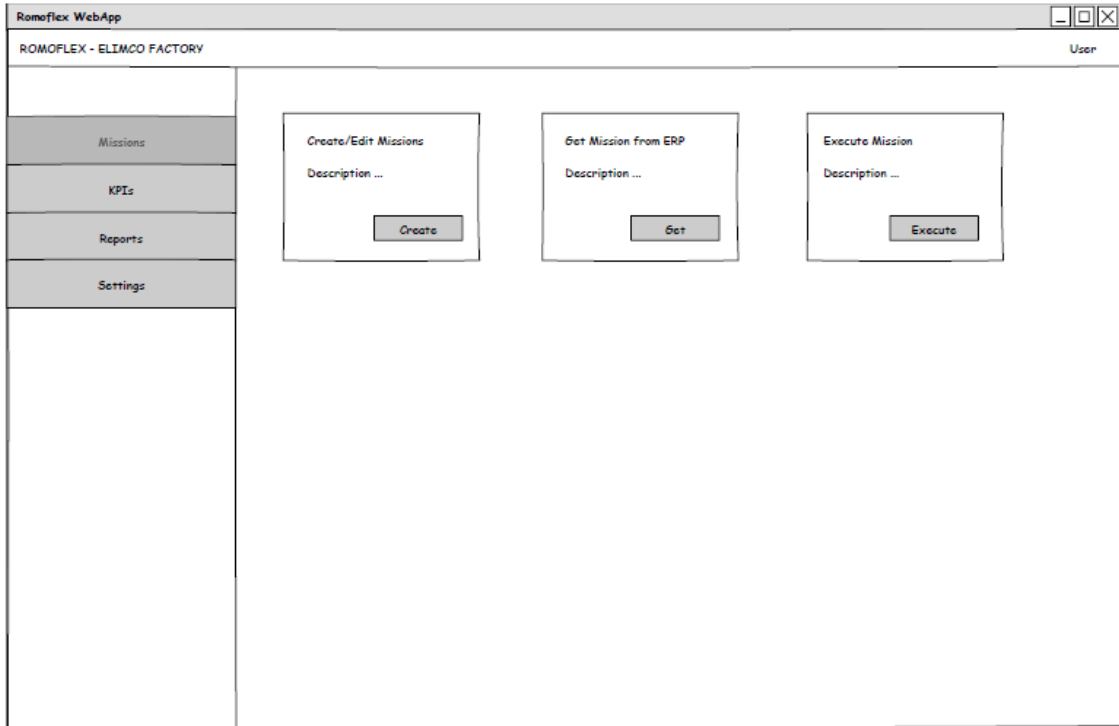 Romoflex WebApp
ROMOFLEX - ELIMCO FACTORY
User
Missions
KPIs
Reports
Settings
Create/Edit Missions
Description ...
Create
Get Mission from ERP
Description ...
Get
Execute Mission
Description ...
Execute